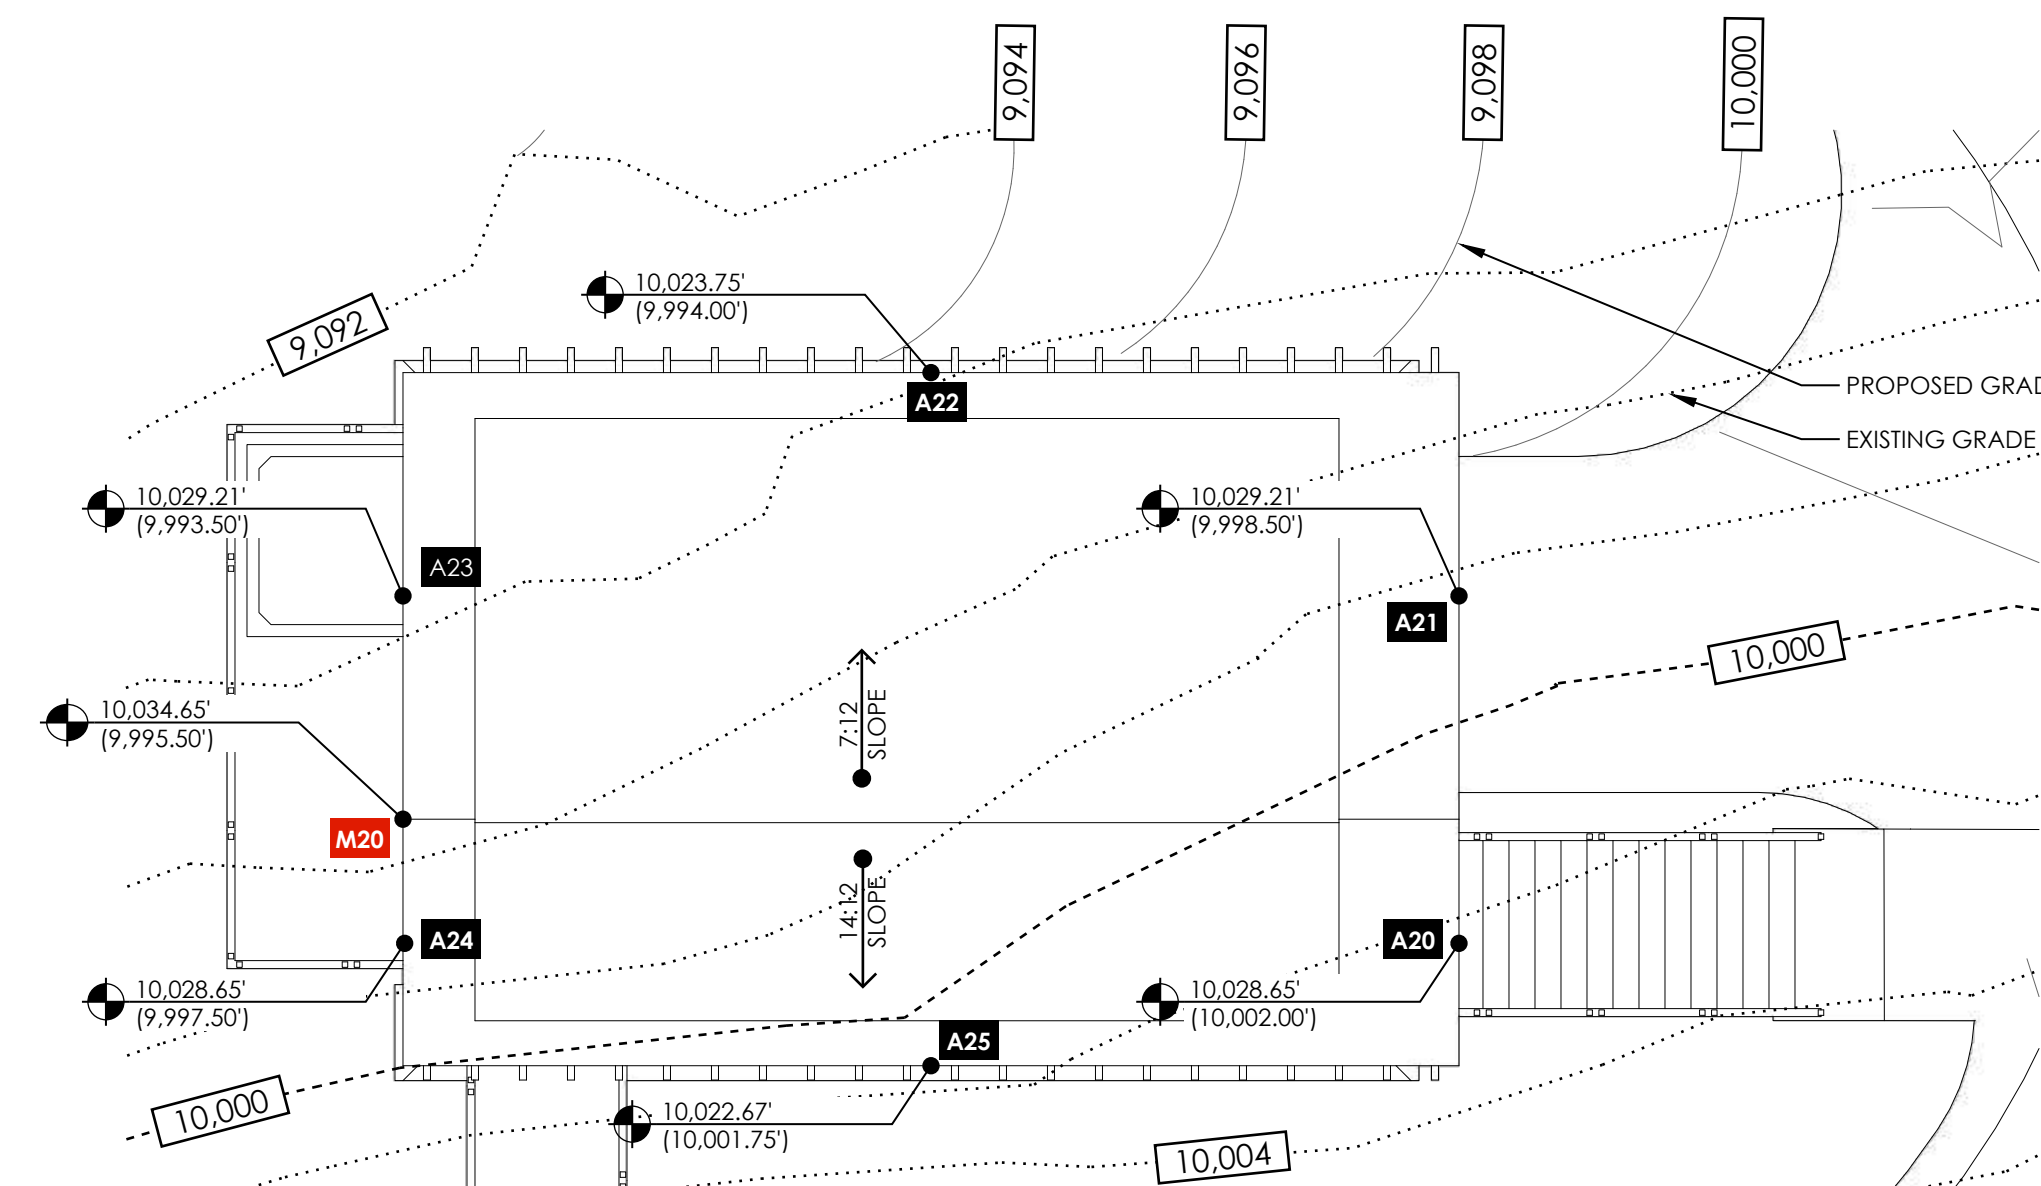 9,094
9,096
9,098
10,000
10,023.75'
(9,994.00')
9,092
A22
PROPOSED GRAD
EXISTING GRADE
10,029.21'
(9,993.50')
A23
10,029.21'
(9,998.50')
A21
10,000
10,034.65'
(9,995.50')
7:12
SLOPE
M20
14:12
SLOPE
A24
A20
10,028.65'
(9,997.50')
10,028.65'
(10,002.00')
A25
10,000
10,022.67'
(10,001.75')
10,004